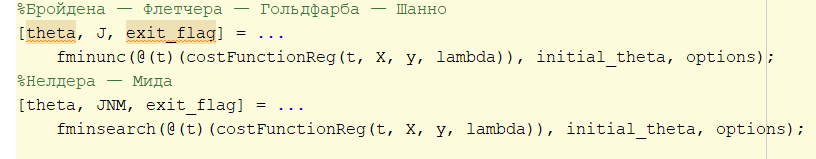 %Бройдена — Флетчера — Гольдфарба — Шанно
[theta, J, exit_flag] = ...
fminunc(@(t)(costFunctionReg(t, X, y, lambda)), initial_theta, options);
%Нелдера — Мида
[theta, JNM, exit_flag] = ...
fminsearch(@(t)(costFunctionReg(t, X, y, lambda)), initial_theta, options);